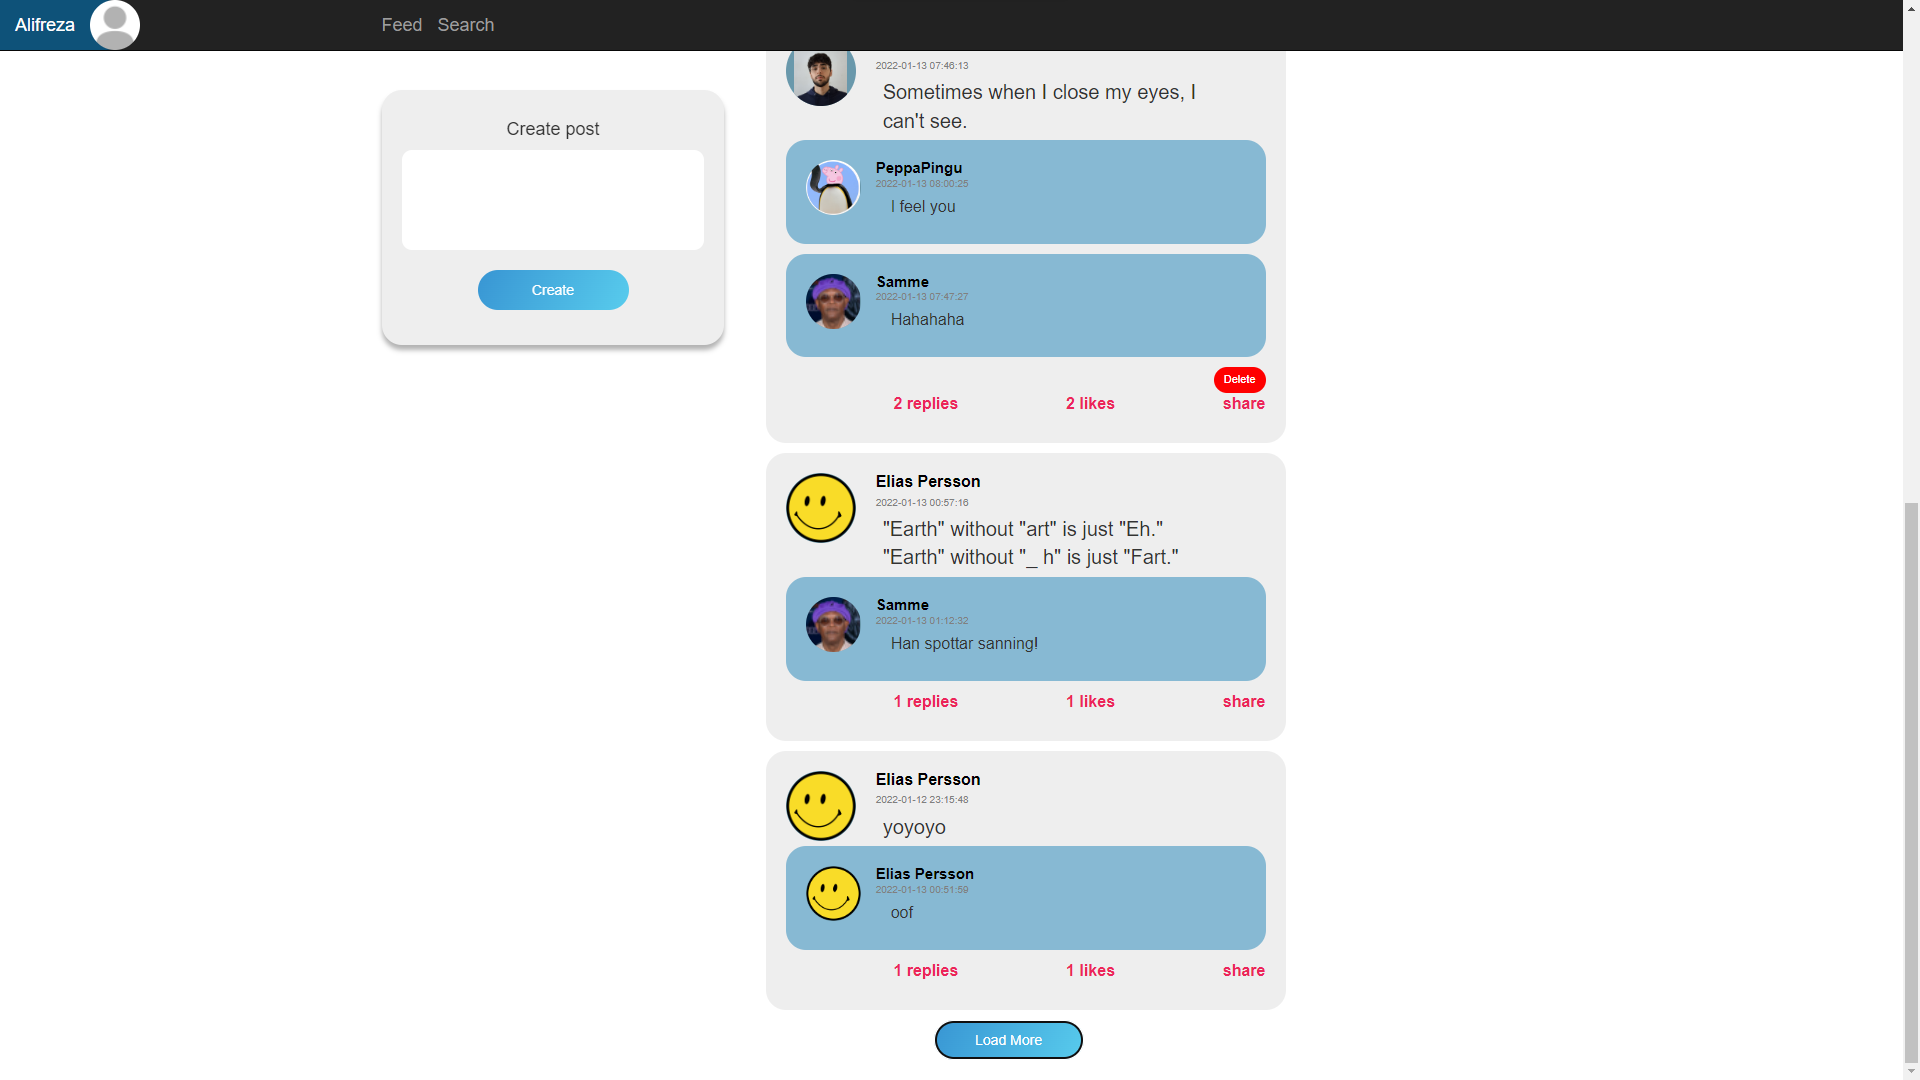 Alifreza
Feed Search
Create post
Create
2022-01-13 07:46:13
Sometimes when I close my eyes, I
can't see.
PeppaPingu
2022-01-13 08:00:25
I feel you
Samme
2022-01-13 07:47:27
Hahahaha
Delete
2 replies 2 likes share
Elias Persson
2022-01-13 00:57:16
"Earth" without "art" is just "Eh."
"Earth" without "_ h" is just "Fart."
Samme
2022-01-13 01:12:32
Han spottar sanning!
1 replies 1 likes share
Elias Persson
2022-01-12 23:15:48
yoyoyo
Elias Persson
2022-01-13 00:51:59
oof
1 replies 1 likes share
Load More